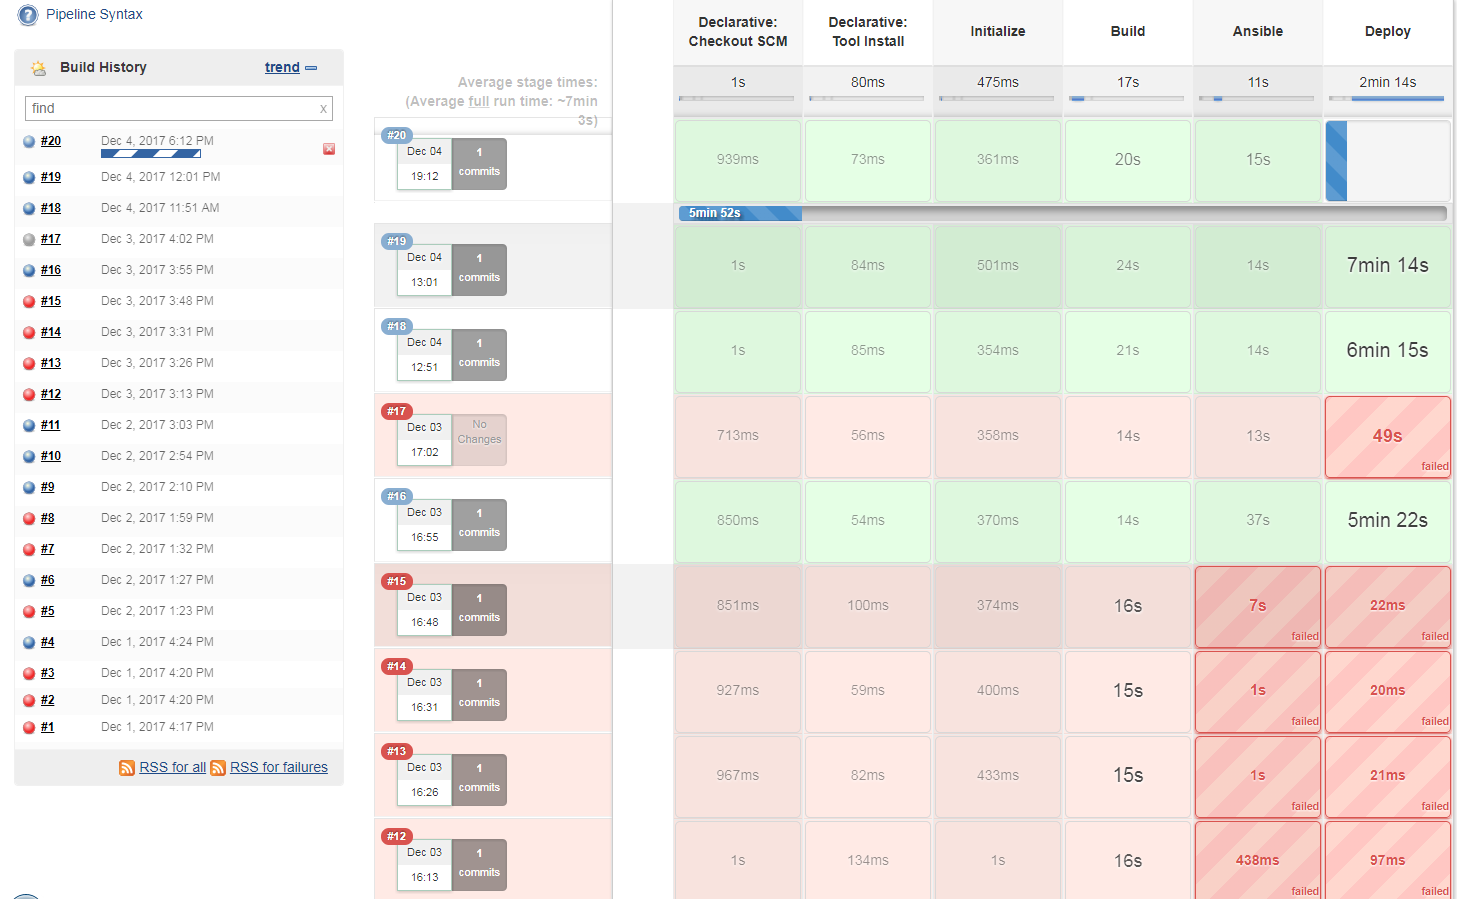 Pipeline Syntax
Build History
trend
find
x
#20 Dec 4, 2017 6:12 PM
#19 Dec 4, 2017 12:01 PM
#18 Dec 4, 2017 11:51 AM
#17 Dec 3, 2017 4:02 PM
#16 Dec 3, 2017 3:55 PM
#15 Dec 3, 2017 3:48 PM
#14 Dec 3, 2017 3:31 PM
#13 Dec 3, 2017 3:26 PM
#12 Dec 3, 2017 3:13 PM
#11 Dec 2, 2017 3:03 PM
#10 Dec 2, 2017 2:54 PM
#9 Dec 2, 2017 2:10 PM
#8 Dec 2, 2017 1:59 PM
#7 Dec 2, 2017 1:32 PM
#6 Dec 2, 2017 1:27 PM
#5 Dec 2, 2017 1:23 PM
#4 Dec 1, 2017 4:24 PM
#3 Dec 1, 2017 4:20 PM
#2 Dec 1, 2017 4:20 PM
#1 Dec 1, 2017 4:17 PM
RSS for all RSS for failures
Declarative: Declarative: Initialize Build Ansible Deploy
Checkout SCM Tool Install
Average stage times:
(Average full run time: ~7min
3s)
1s 80ms 475ms 17s 11s 2min 14s
#20
Dec 04 1
19:12 commits
939ms 73ms 361ms 20s 15s
5min 52s
#19
Dec 04 1
13:01 commits
1s 84ms 501ms 24s 14s 7min 14s
#18
Dec 04 1
12:51 commits
1s 85ms 354ms 21s 14s 6min 15s
#17
Dec 03 No
17:02 Changes
713ms 56ms 358ms 14s 13s 49s
failed
#16
Dec 03 1
16:55 commits
850ms 54ms 370ms 14s 37s 5min 22s
#15
Dec 03 1
16:48 commits
851ms 100ms 374ms 16s 7s 22ms
failed failed
#14
Dec 03 1
16:31 commits
927ms 59ms 400ms 15s 1s 20ms
failed failed
#13
Dec 03 1
16:26 commits
967ms 82ms 433ms 15s 1s 21ms
failed failed
#12
Dec 03 1
16:13 commits
1s 134ms 1s 16s 438ms 97ms
failed failed